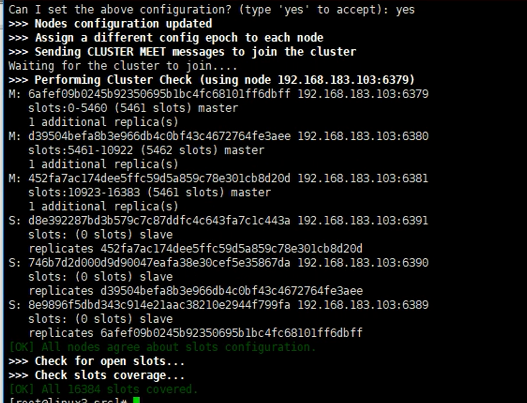 Can I set the above configuration? (type 'yes' to accept): yes
>>> Nodes configuration updated
>>> Assign a different config epoch to each node
>>> Sending CLUSTER MEET messages to join the cluster
Waiting for the cluster to join....
>>> Performing Cluster Check (using node 192.168.183.103:6379)
M: 6afef09b0245b92350695b1bc4fc68101ff6dbff 192.168.183.103:6379
slots:0-5460 (5461 slots) master
1 additional replica(s)
M: d39504befa8b3e966db4c0bf43c4672764fe3aee 192.168.183.103:6380
slots:5461-10922 (5462 slots) master
1 additional replica(s)
M: 452fa7ac174dee5ffc59d5a859c78e301cb8d20d 192.168.183.103:6381
slots:10923-16383 (5461 slots) master
1 additional replica(s)
S: d8e392287bd3b579c7c87ddfc4c643fa7c1c443a 192.168.183.103:6391
slots: (0 slots) slave
replicates 452fa7ac174dee5ffc59d5a859c78e301cb8d20d
S: 746b7d2d000d9d90047eafa38e30cef5e35867da 192.168.183.103:6390
slots: (0 slots) slave
replicates d39504befa8b3e966db4c0bf43c4672764fe3aee
S: 8e9896f5dbd343c914e21aac38210e2944f799fa 192.168.183.103:6389
slots: (0 slots) slave
replicates 6afef09b0245b92350695b1bc4fc68101ff6dbff
[OK] All nodes agree about slots configuration.
>>> Check for open slots...
>>> Check slots coverage...
[OK] All 16384 slots covered.
[root@linux3 src]#